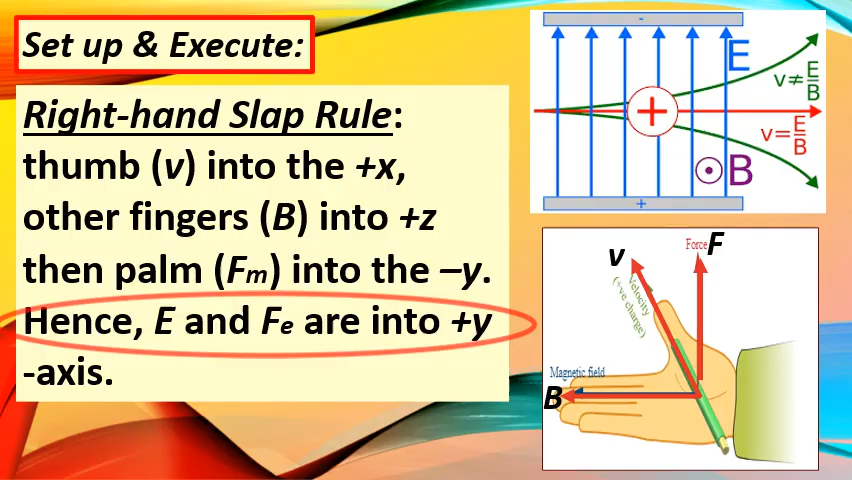 Set up & Execute:
Right-hand Slap Rule:
thumb (v) into the +x,
other fingers (B) into +z
then palm (Fm) into the –y.
Hence, E and Fe are into +y
-axis.
-
E
v≠E/B
v=E/B
B
+
+
v
Force F
Velocity
(+ve change)
Magnetic field
B